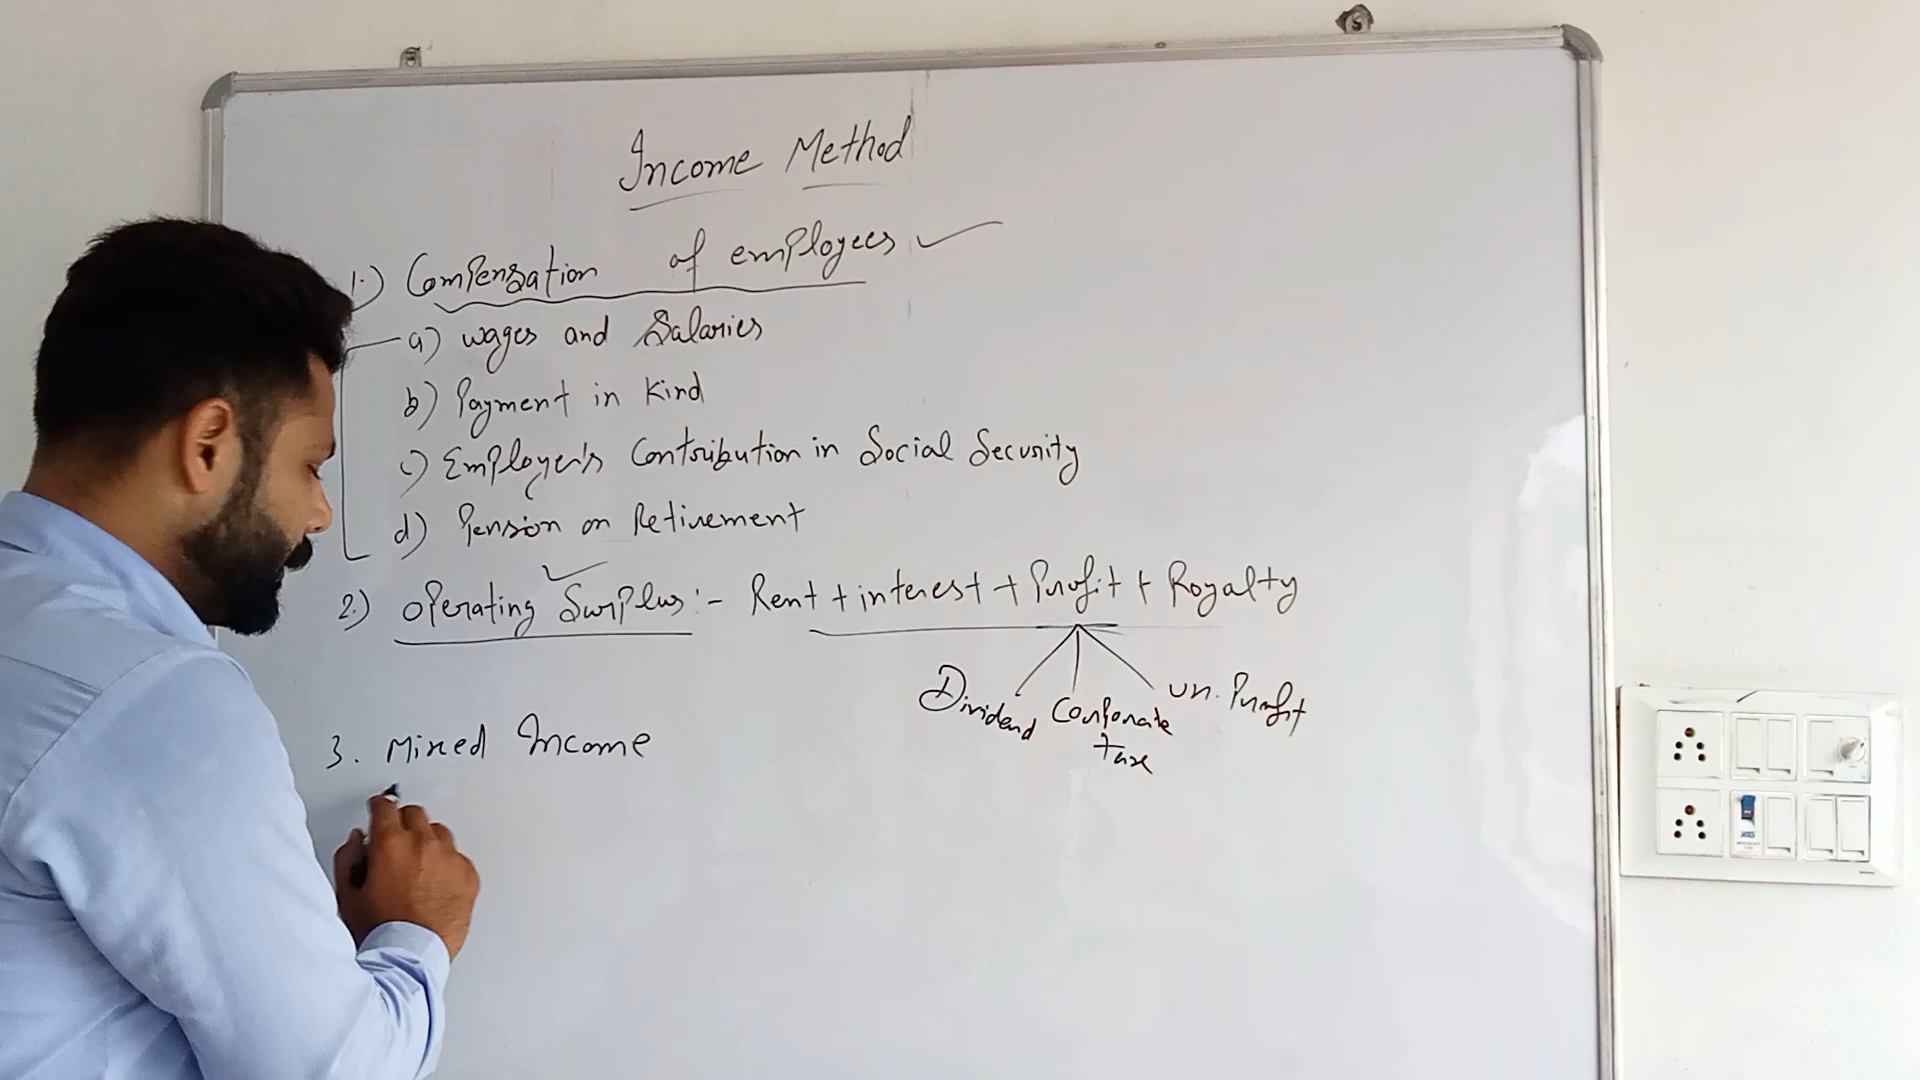 Income Method
1.) Compensation of employees
a) wages and Salaries
b) Payment in Kind
c) Employer's Contribution in Social Security
d) Pension on Retirement
2.) Operating Surplus :- Rent + interest + Profit + Royalty
Dividend Corporate tax un. Profit
3. Mixed Income